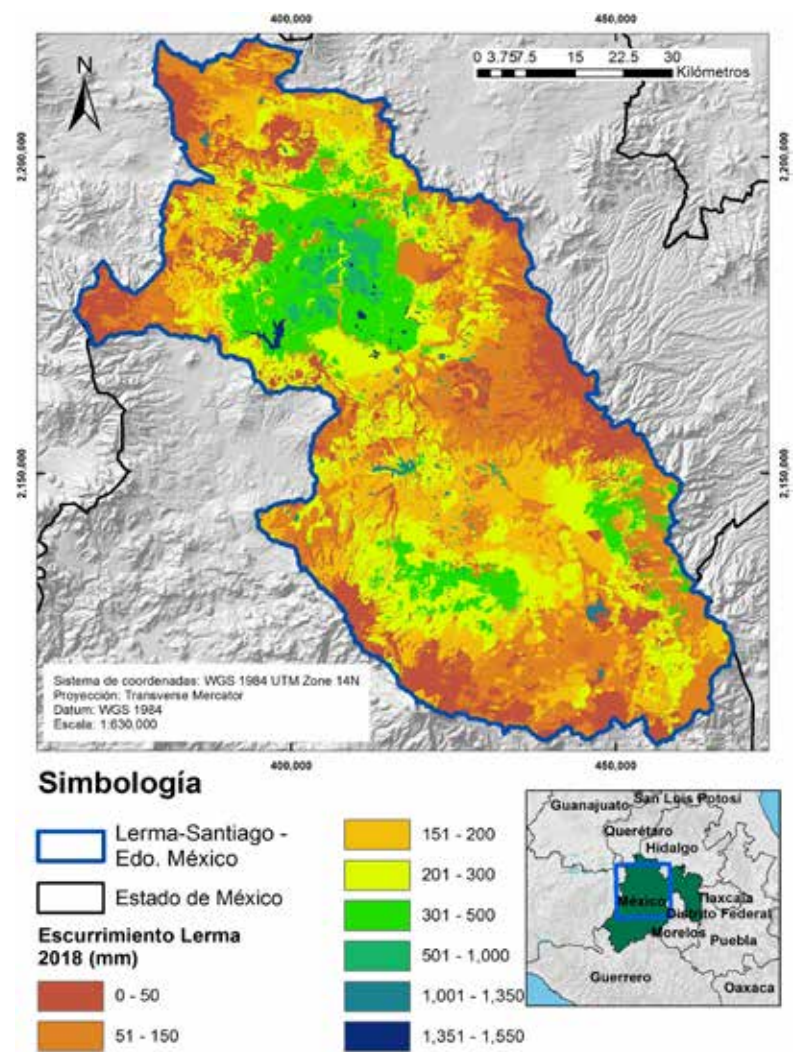 400,000 450,000
N
0 3.75 7.5 15 22.5 30
Kilómetros
2,200,000 2,200,000
2,150,000 2,150,000
Sistema de coordenadas: WGS 1984 UTM Zone 14N
Proyección: Transverse Mercator
Datum: WGS 1984
Escala: 1:630,000
400,000 450,000
Simbología
Lerma-Santiago -
Edo. México
Estado de México
Escurrimiento Lerma
2018 (mm)
0 - 50
51 - 150
151 - 200
201 - 300
301 - 500
501 - 1,000
1,001 - 1,350
1,351 - 1,550
San Luis Potosí
Guanajuato
Querétaro
Hidalgo
México
Tlaxcala
Distrito Federal
Morelos
Puebla
Guerrero
Oaxaca